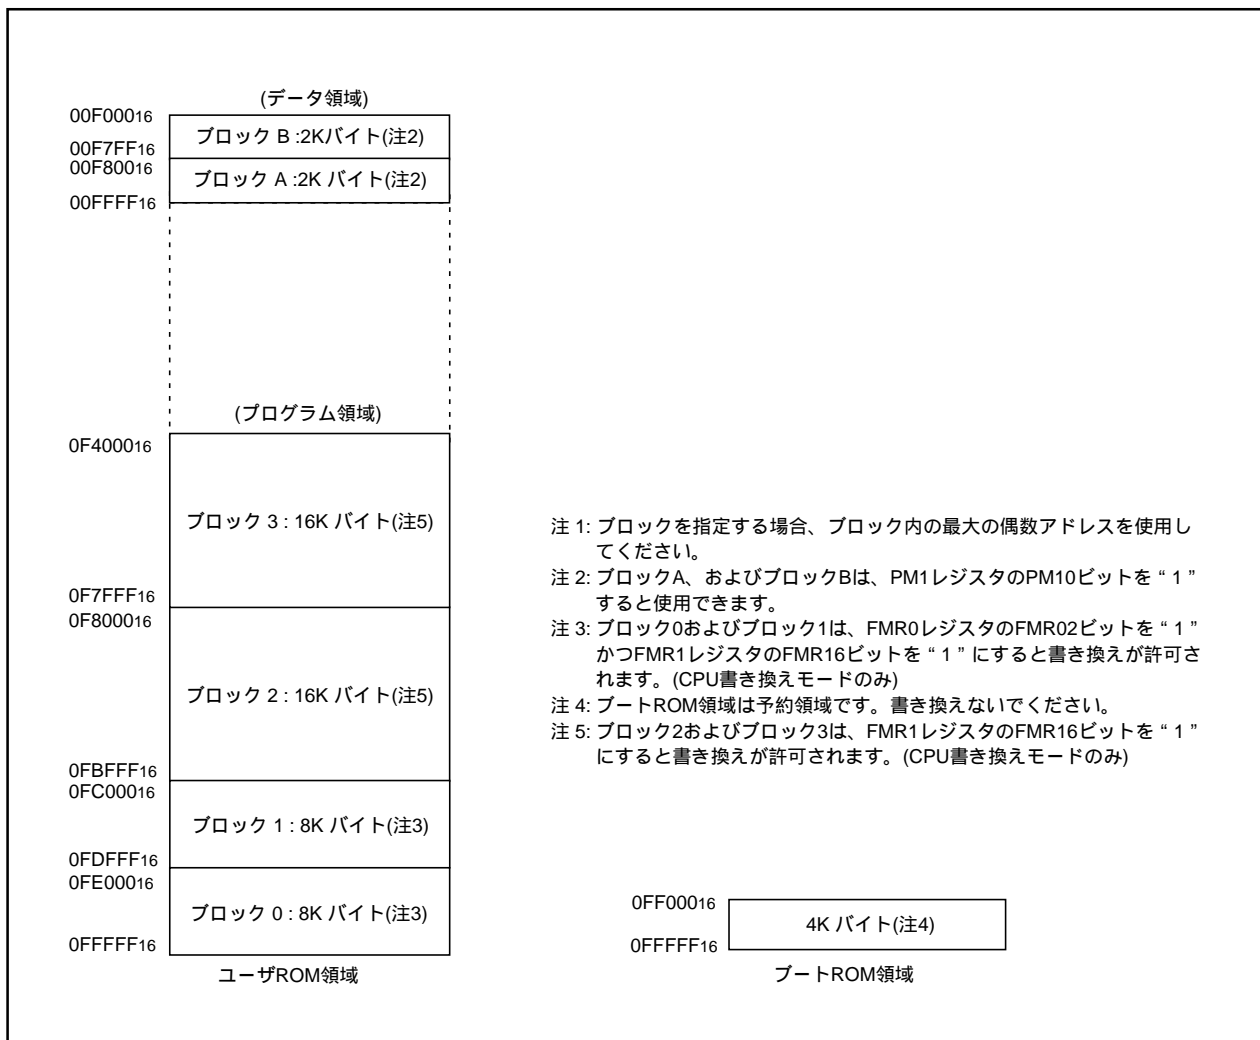 (データ領域)
00F00016
ブロック B :2Kバイト(注2)
00F7FF16
00F80016
ブロック A :2K バイト(注2)
00FFFF16
(プログラム領域)
0F400016
ブロック 3 : 16K バイト(注5)
0F7FFF16
0F800016
ブロック 2 : 16K バイト(注5)
0FBFFF16
0FC00016
ブロック 1 : 8K バイト(注3)
0FDFFF16
0FE00016
ブロック 0 : 8K バイト(注3)
0FFFFF16
ユーザROM領域
注 1: ブロックを指定する場合、ブロック内の最大の偶数アドレスを使用し
てください。
注 2: ブロックA、およびブロックBは、PM1レジスタのPM10ビットを “ 1 ”
すると使用できます。
注 3: ブロック0およびブロック1は、FMR0レジスタのFMR02ビットを “ 1 ”
かつFMR1レジスタのFMR16ビットを “ 1 ” にすると書き換えが許可さ
れます。(CPU書き換えモードのみ)
注 4: ブートROM領域は予約領域です。書き換えないでください。
注 5: ブロック2およびブロック3は、FMR1レジスタのFMR16ビットを “ 1 ”
にすると書き換えが許可されます。(CPU書き換えモードのみ)
0FF00016
4K バイト(注4)
0FFFFF16
ブートROM領域